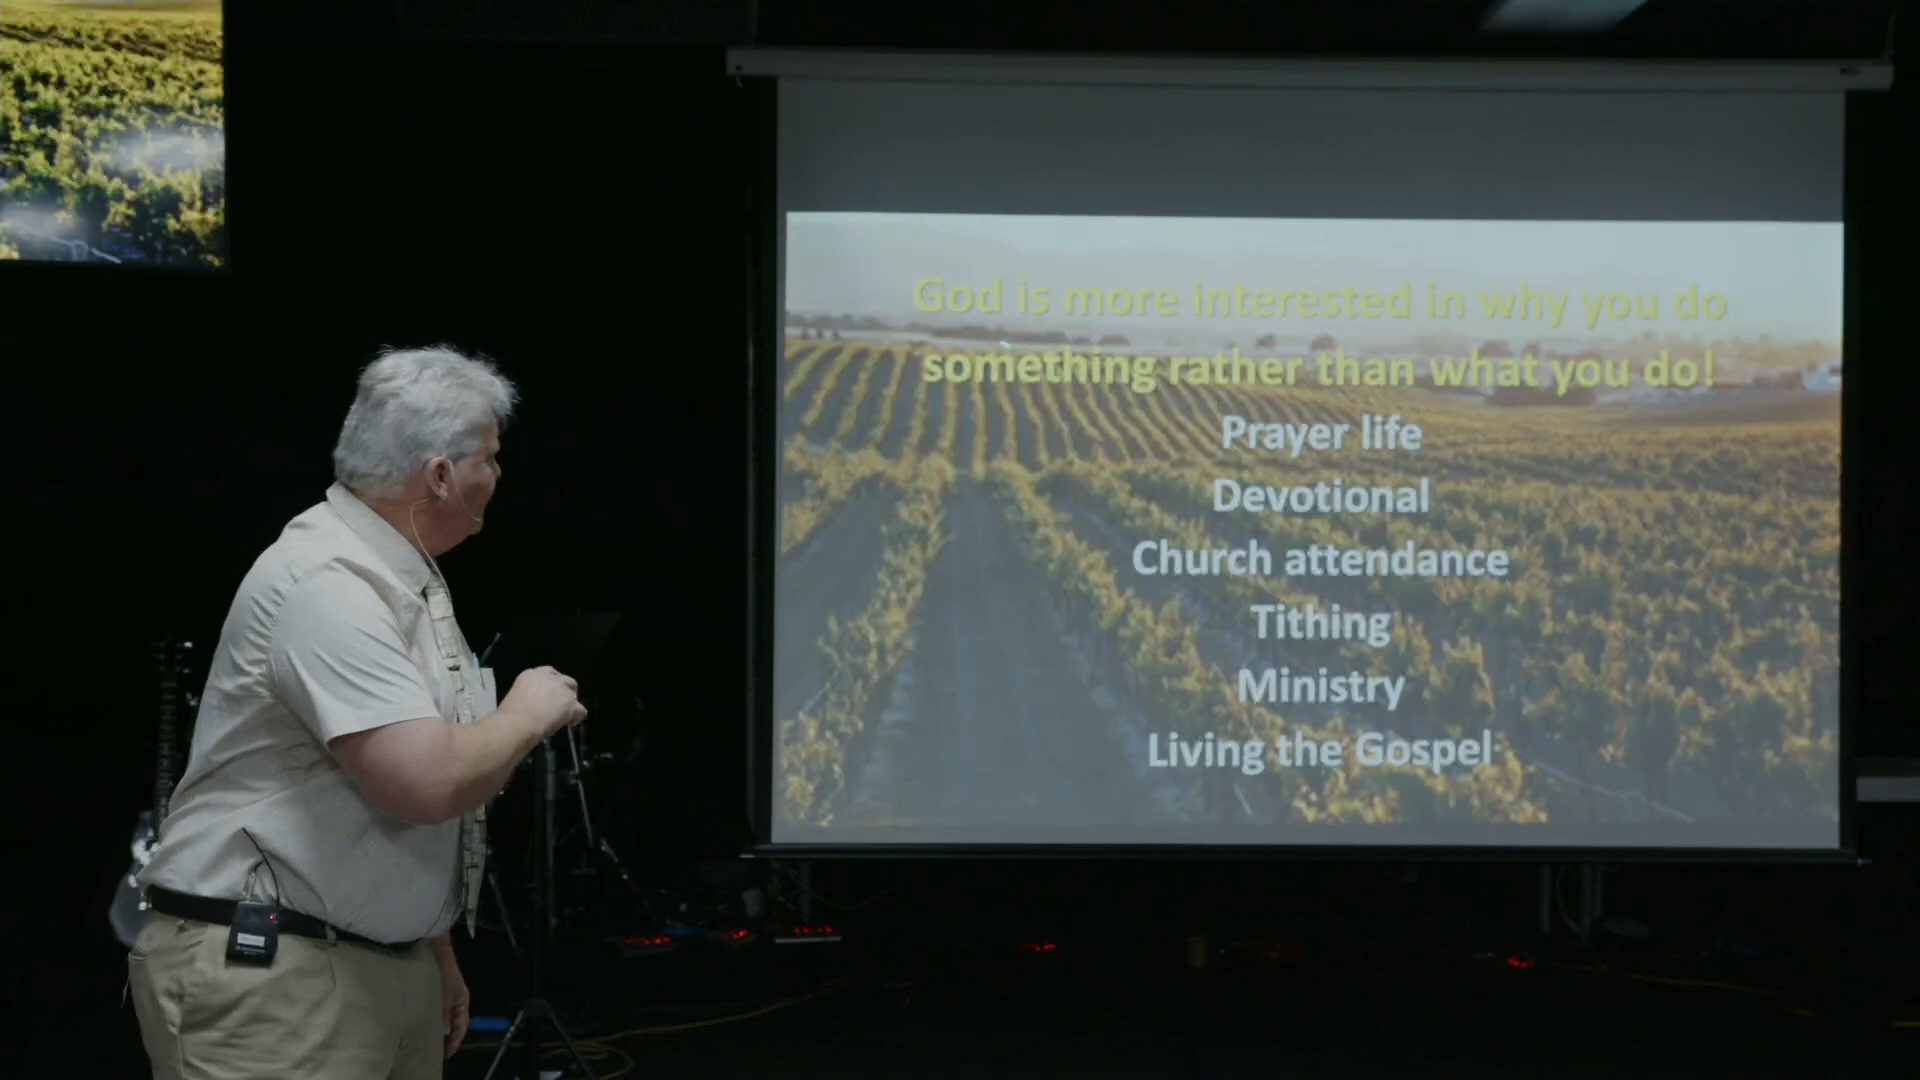 God is more interested in why you do
something rather than what you do!
Prayer life
Devotional
Church attendance
Tithing
Ministry
Living the Gospel